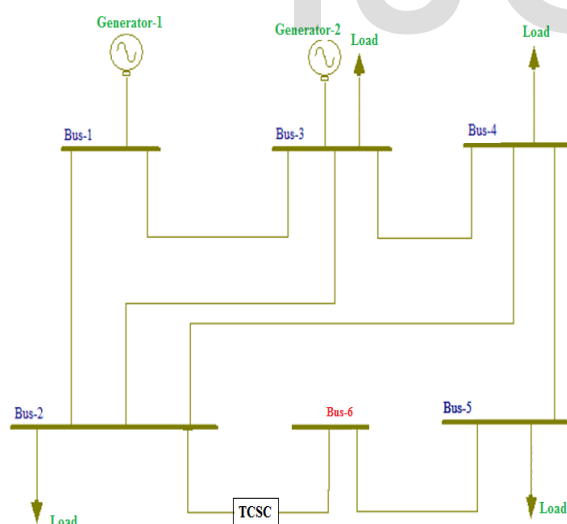 Generator-1
Generator-2
Load
Load
Bus-1
Bus-3
Bus-4
Bus-2
Bus-6
Bus-5
TCSC
Load
Load